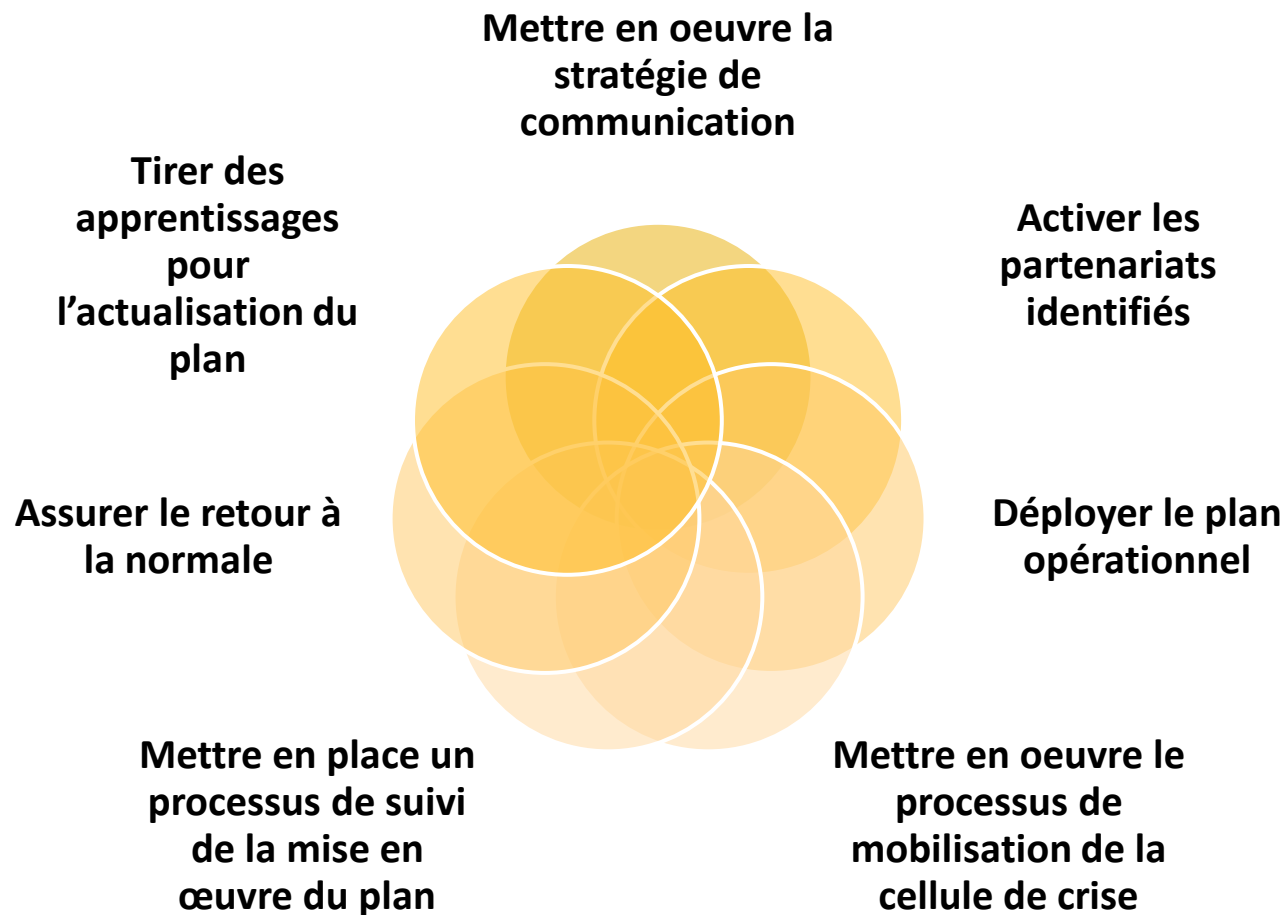 Mettre en oeuvre la
stratégie de
communication
Activer les
partenariats
identifiés
Déployer le plan
opérationnel
Mettre en oeuvre le
processus de
mobilisation de la
cellule de crise
Mettre en place un
processus de suivi
de la mise en
œuvre du plan
Assurer le retour à
la normale
Tirer des
apprentissages
pour
l’actualisation du
plan